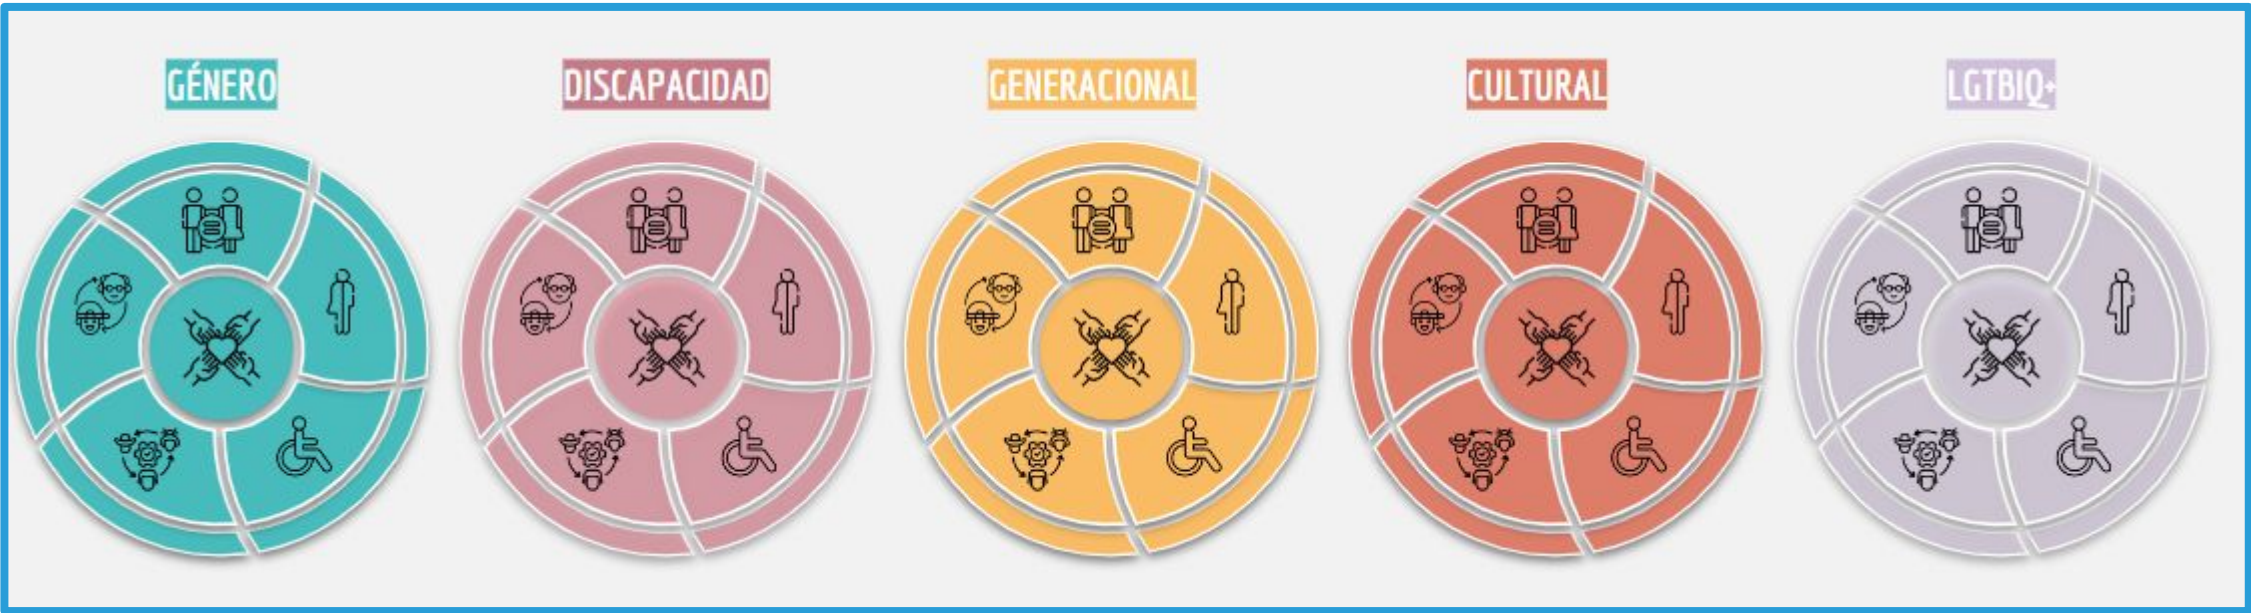 GÉNERO
DISCAPACIDAD
GENERACIONAL
CULTURAL
LGTBIQ+